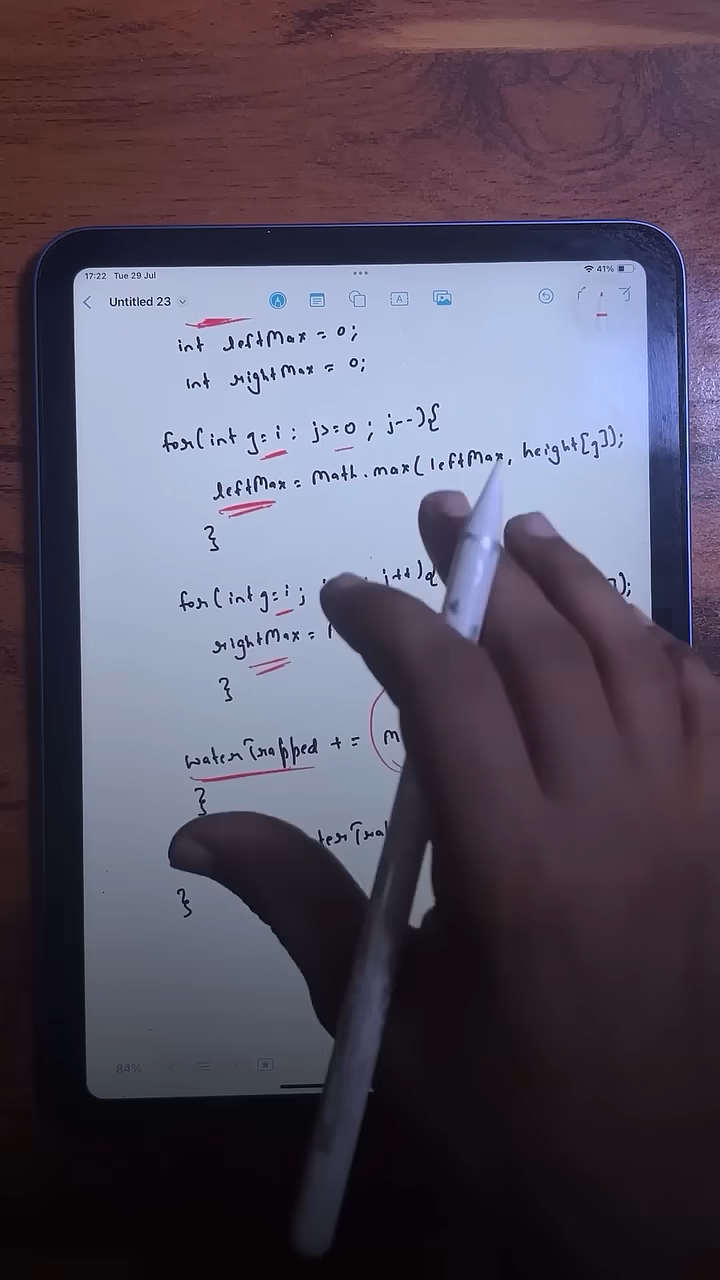 17:22 Tue 29 Jul
41%
Untitled 23
A
int leftMax = 0;
int rightMax = 0;
for(int j=i; j>=0; j--){
leftMax = Math.max(leftMax, height[j]);
}
for(int j=i; j++){
rightMax =
}
waterTrapped + =
}
}
84%